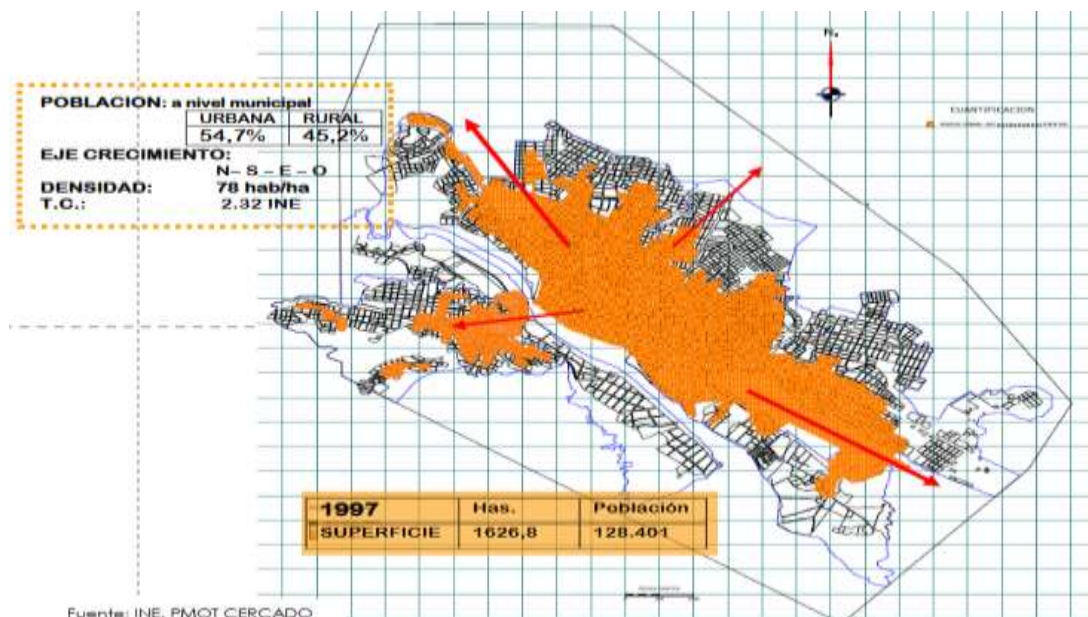 POBLACION: a nivel municipal
URBANA RURAL
54,7% 45,2%
EJE CRECIMIENTO:
N- S - E - O
DENSIDAD: 78 hab/ha
T.C.: 2.32 INE
N.
CUANTIFICACION
1997 Has. Población
SUPERFICIE 1626,8 128.401
Fuente: INE, PMOT CERCADO